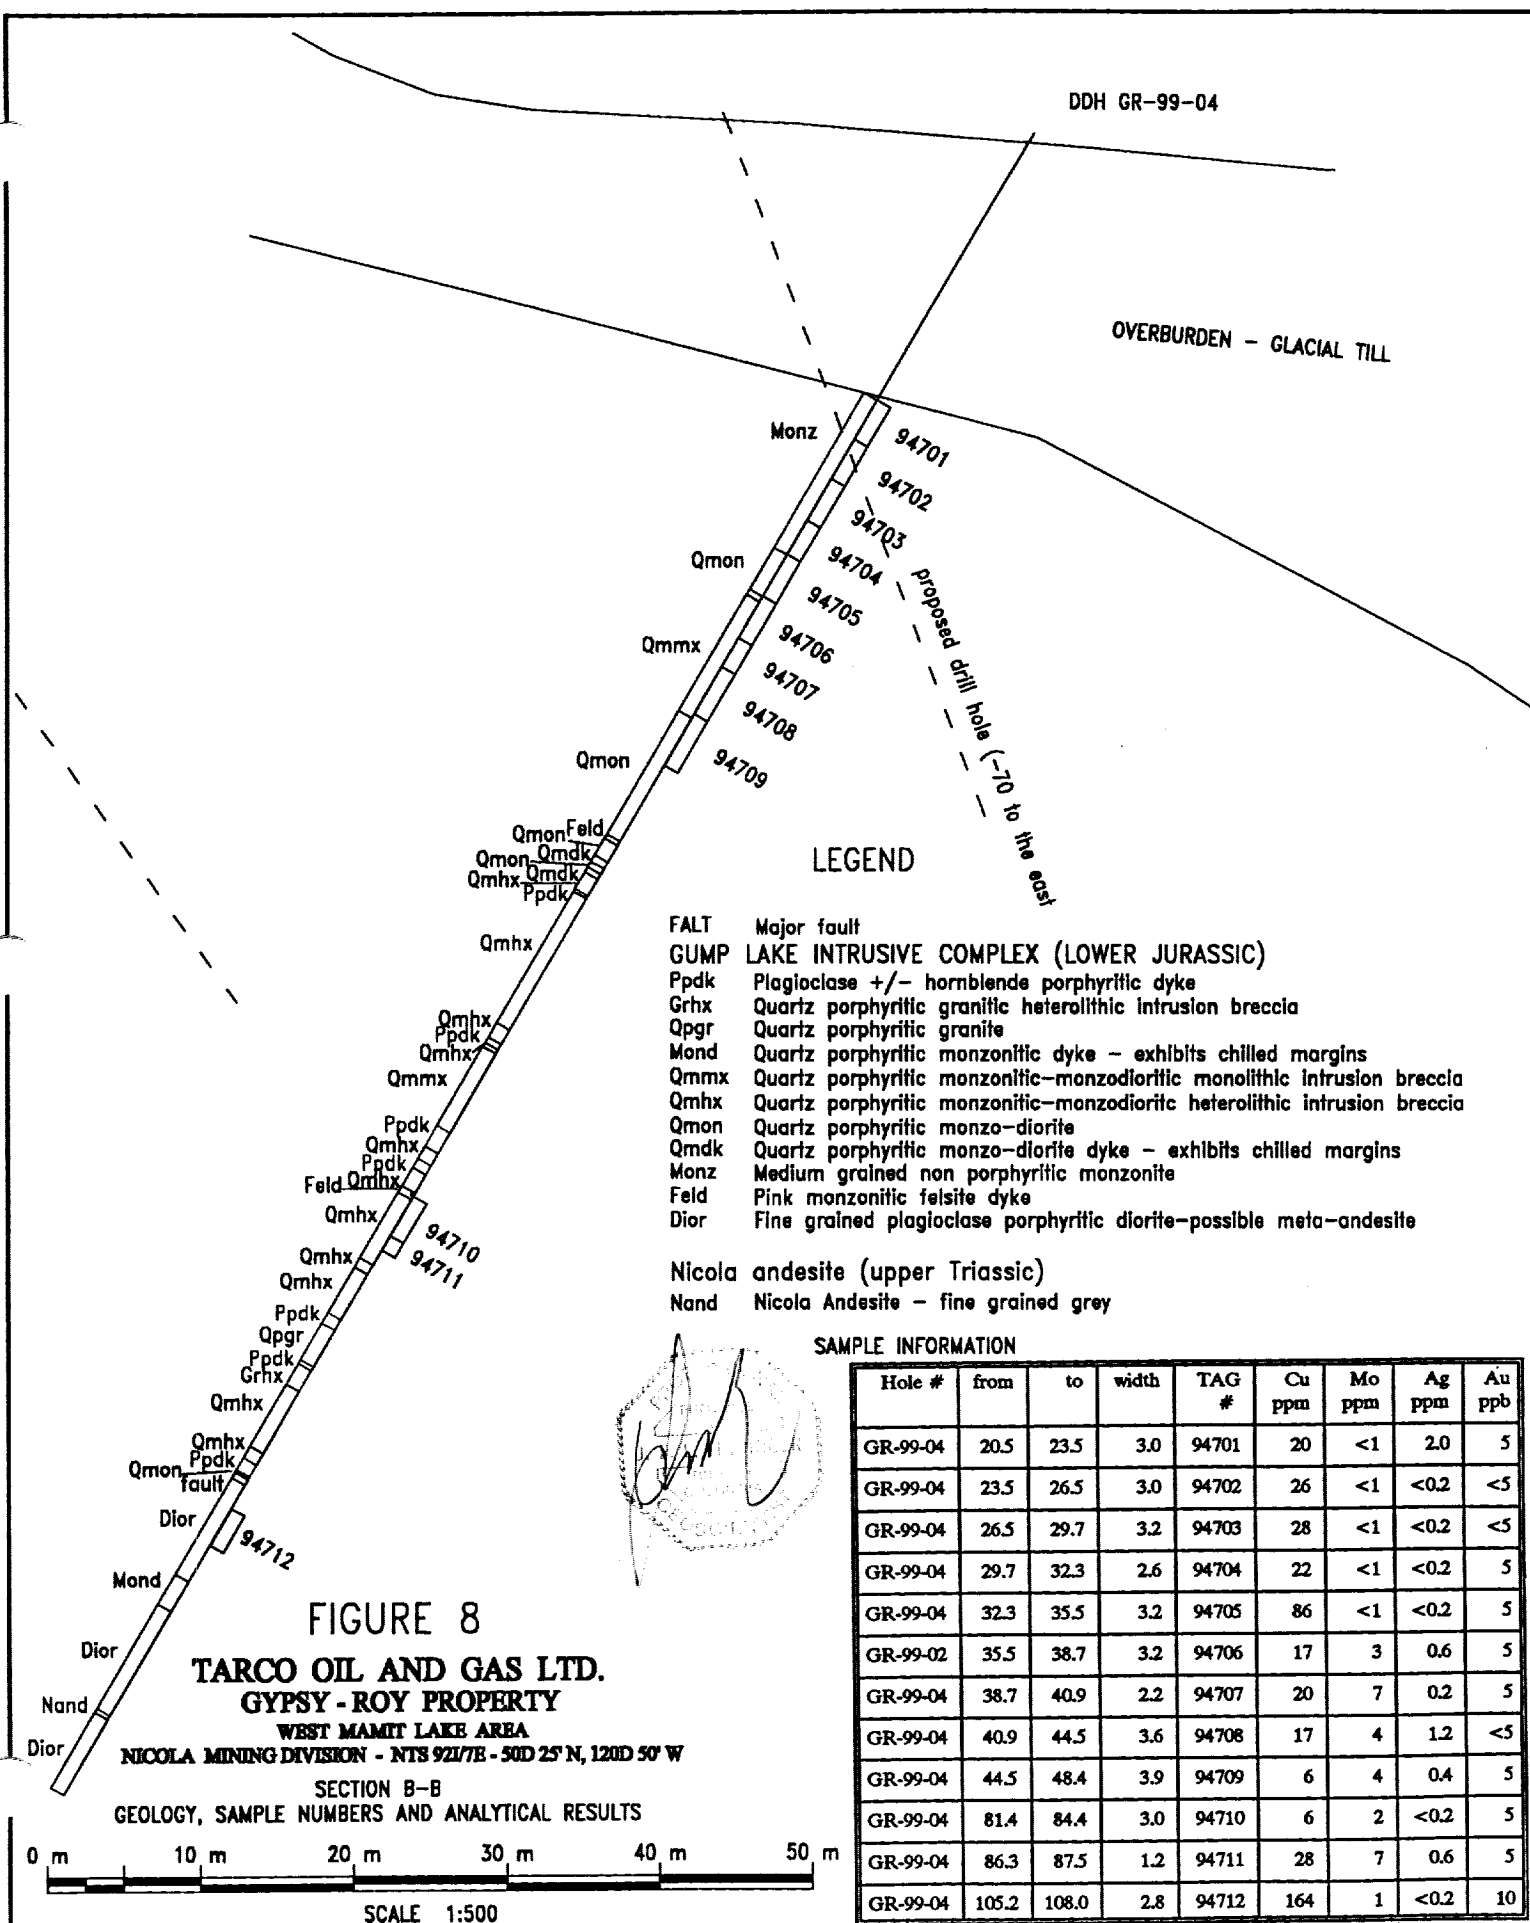 DDH GR-99-04
OVERBURDEN - GLACIAL TILL
Monz
94701
94702
94703
Qmon
94704
94705
Qmmx
94706
94707
94708
Qmon
94709
proposed drill hole (-70 to the east
Qmon Feld
Qmon Qmdk
Qmhx Qmdk
Ppdk
Qmhx
Qmhx
Ppdk
Qmhx
Qmmx
Ppdk
Qmhx
Ppdk
Feld Qmhx
Qmhx
94710
94711
Qmhx
Qmhx
Ppdk
Qpgr
Ppdk
Grhx
Qmhx
Qmhx
Ppdk
Qmon
fault
Dior
94712
Mond
Dior
Nand
Dior
LEGEND
FALT Major fault
GUMP LAKE INTRUSIVE COMPLEX (LOWER JURASSIC)
Ppdk Plagioclase +/- hornblende porphyritic dyke
Grhx Quartz porphyritic granitic heterolithic intrusion breccia
Qpgr Quartz porphyritic granite
Mond Quartz porphyritic monzonitic dyke - exhibits chilled margins
Qmmx Quartz porphyritic monzonitic-monzodioritic monolithic intrusion breccia
Qmhx Quartz porphyritic monzonitic-monzodioritc heterolithic intrusion breccia
Qmon Quartz porphyritic monzo-diorite
Qmdk Quartz porphyritic monzo-diorite dyke - exhibits chilled margins
Monz Medium grained non porphyritic monzonite
Feld Pink monzonitic felsite dyke
Dior Fine grained plagioclase porphyritic diorite-possible meta-andesite
Nicola andesite (upper Triassic)
Nand Nicola Andesite - fine grained grey
SAMPLE INFORMATION
Hole # from to width TAG # Cu ppm Mo ppm Ag ppm Au ppb
GR-99-04 20.5 23.5 3.0 94701 20 <1 2.0 5
GR-99-04 23.5 26.5 3.0 94702 26 <1 <0.2 <5
GR-99-04 26.5 29.7 3.2 94703 28 <1 <0.2 <5
GR-99-04 29.7 32.3 2.6 94704 22 <1 <0.2 5
GR-99-04 32.3 35.5 3.2 94705 86 <1 <0.2 5
GR-99-02 35.5 38.7 3.2 94706 17 3 0.6 5
GR-99-04 38.7 40.9 2.2 94707 20 7 0.2 5
GR-99-04 40.9 44.5 3.6 94708 17 4 1.2 <5
GR-99-04 44.5 48.4 3.9 94709 6 4 0.4 5
GR-99-04 81.4 84.4 3.0 94710 6 2 <0.2 5
GR-99-04 86.3 87.5 1.2 94711 28 7 0.6 5
GR-99-04 105.2 108.0 2.8 94712 164 1 <0.2 10
FIGURE 8
TARCO OIL AND GAS LTD.
GYPSY - ROY PROPERTY
WEST MAMIT LAKE AREA
NICOLA MINING DIVISION - NTS 92I/7E - 50D 25' N, 120D 50' W
SECTION B-B
GEOLOGY, SAMPLE NUMBERS AND ANALYTICAL RESULTS
0 m 10 m 20 m 30 m 40 m 50 m
SCALE 1:500